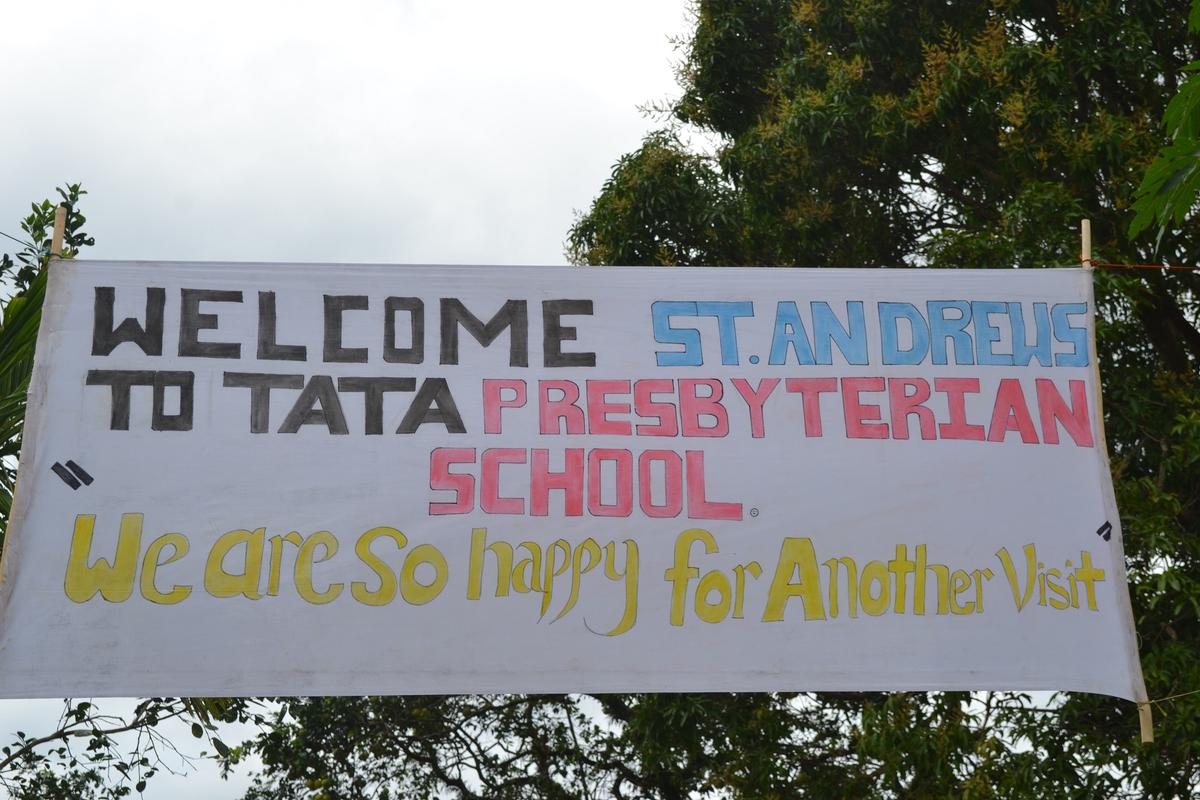 WELCOME ST.ANDREWS
TO TATA PRESBYTERIAN
SCHOOL.
"We are so happy for Another Visit"